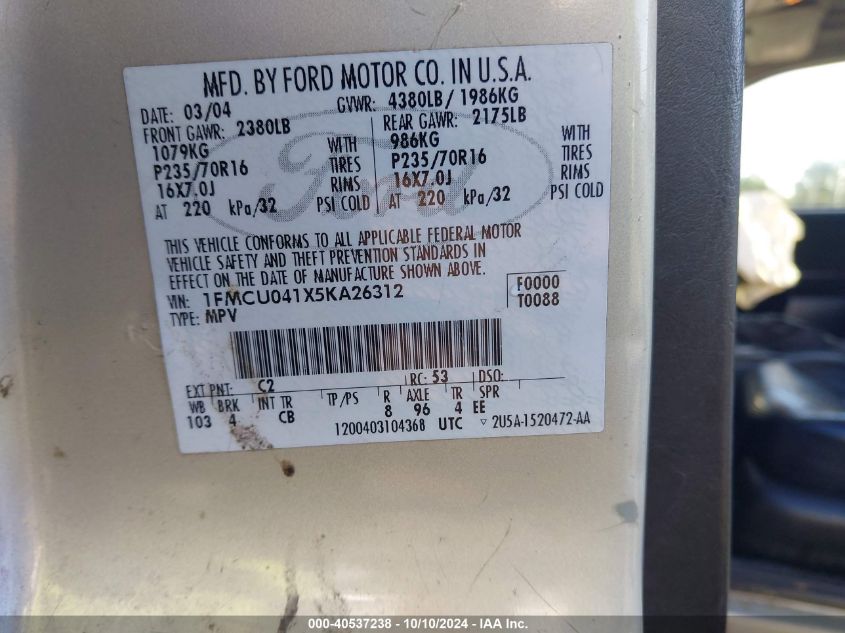 MFD. BY FORD MOTOR CO. IN U.S.A.
DATE: 03/04 GVWR: 4380LB/ 1986KG
FRONT GAWR: 2380LB REAR GAWR: 2175LB
1079KG WITH 986KG WITH
P235/70R16 TIRES P235/70R16 TIRES
16X7.0J RIMS 16X7.0J RIMS
AT 220 kPa/32 PSI COLD AT 220 kPa/32 PSI COLD
Ford
THIS VEHICLE CONFORMS TO ALL APPLICABLE FEDERAL MOTOR
VEHICLE SAFETY AND THEFT PREVENTION STANDARDS IN
EFFECT ON THE DATE OF MANUFACTURE SHOWN ABOVE.
VIN: 1FMCU041X5KA26312 F0000
TYPE: MPV T0088
EXT PNT: C2 RC: 53 DSO:
WB BRK INT TR TP/PS R AXLE TR SPR
103 4 CB 8 96 4 EE
1200403104368 UTC ▽ 2U5A-1520472-AA
000-40537238 - 10/10/2024 - IAA Inc.